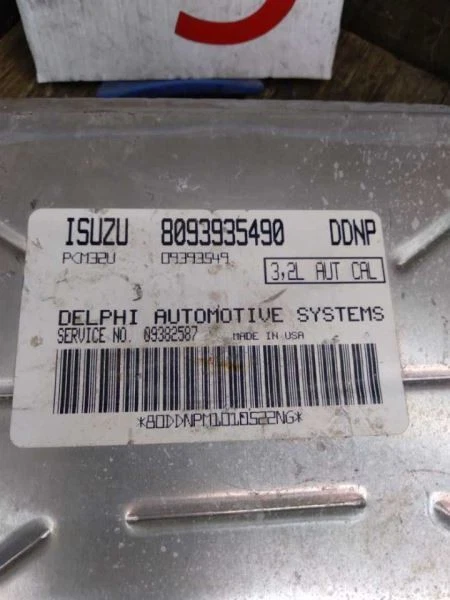 ISUZU 8093935490 DDNP
PCM32U 09393549 3,2L AUT CAL
DELPHI AUTOMOTIVE SYSTEMS
SERVICE NO. 09382587 MADE IN USA
*80DDNPM1010522NG*